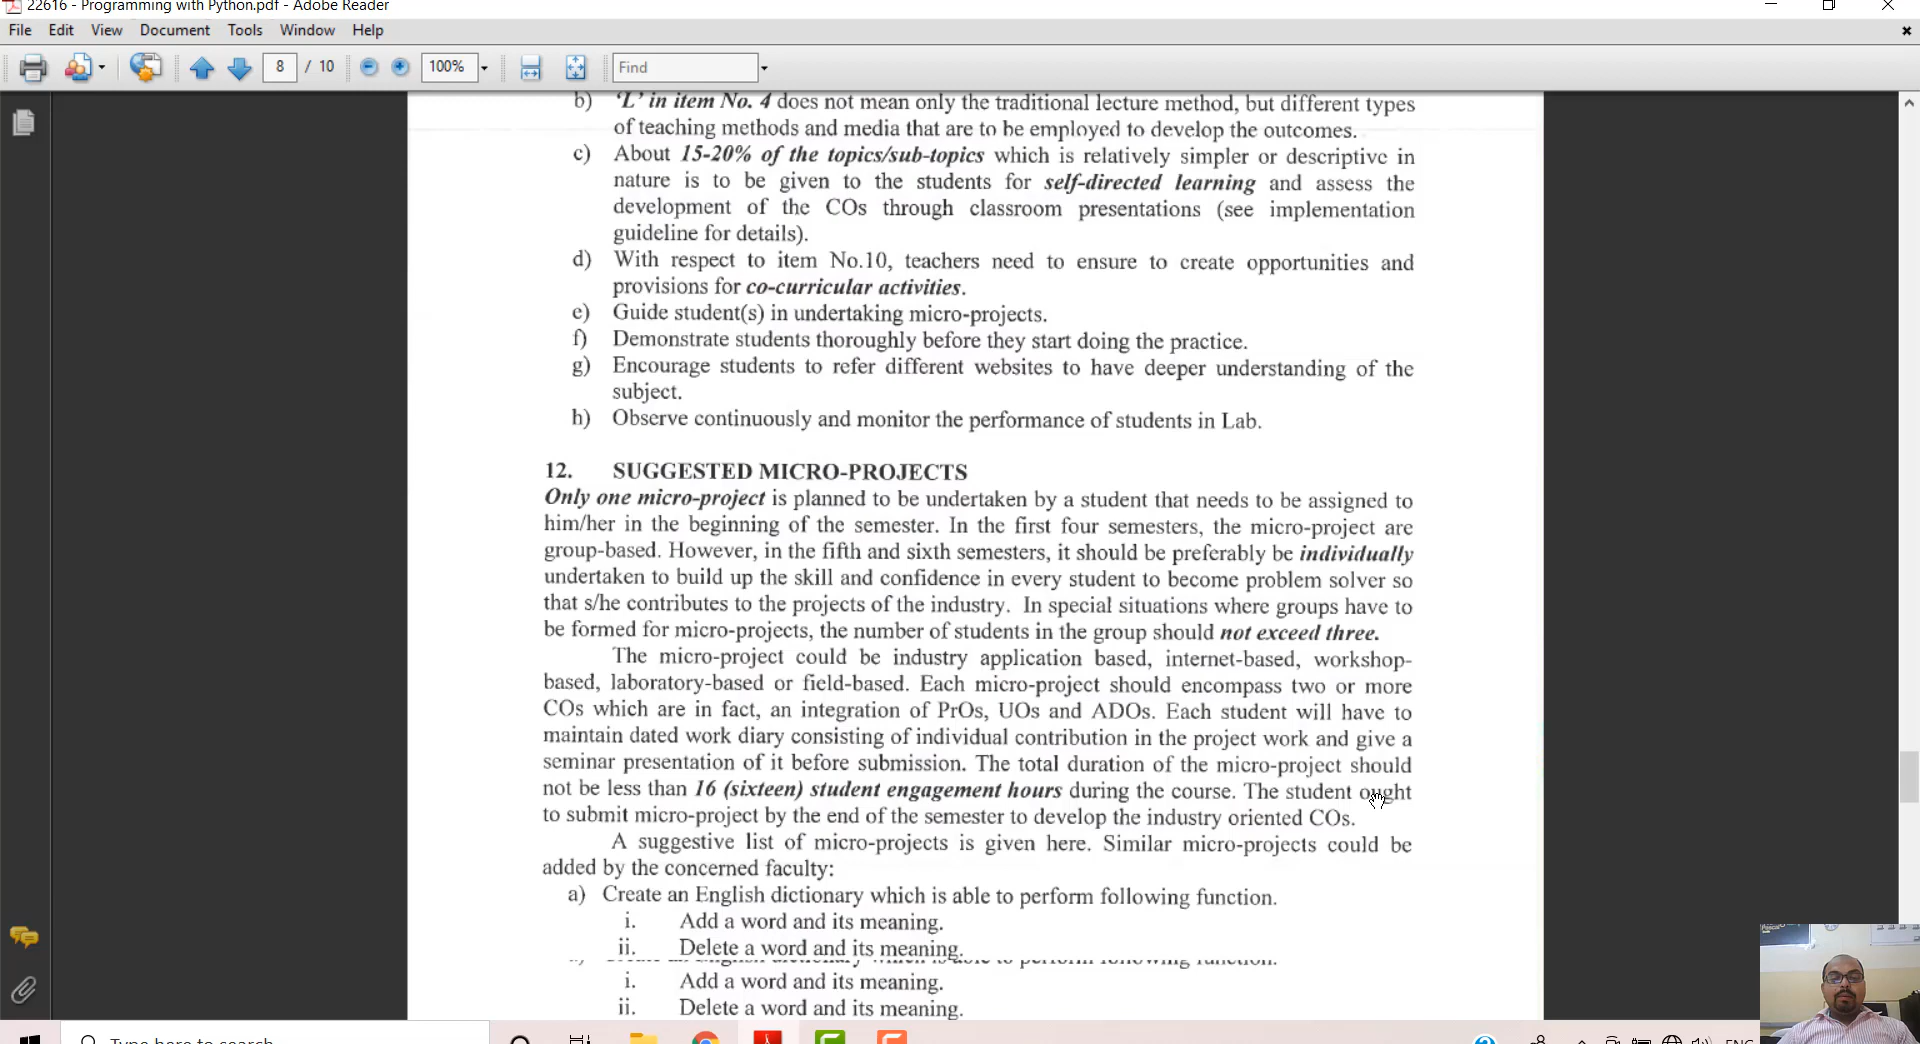 22616 - Programming with Python.pdf - Adobe Reader
File Edit View Document Tools Window Help
8 / 10 100% Find
b) 'L' in item No. 4 does not mean only the traditional lecture method, but different types
of teaching methods and media that are to be employed to develop the outcomes.
c) About 15-20% of the topics/sub-topics which is relatively simpler or descriptive in
nature is to be given to the students for self-directed learning and assess the
development of the COs through classroom presentations (see implementation
guideline for details).
d) With respect to item No.10, teachers need to ensure to create opportunities and
provisions for co-curricular activities.
e) Guide student(s) in undertaking micro-projects.
f) Demonstrate students thoroughly before they start doing the practice.
g) Encourage students to refer different websites to have deeper understanding of the
subject.
h) Observe continuously and monitor the performance of students in Lab.
12. SUGGESTED MICRO-PROJECTS
Only one micro-project is planned to be undertaken by a student that needs to be assigned to
him/her in the beginning of the semester. In the first four semesters, the micro-project are
group-based. However, in the fifth and sixth semesters, it should be preferably be individually
undertaken to build up the skill and confidence in every student to become problem solver so
that s/he contributes to the projects of the industry. In special situations where groups have to
be formed for micro-projects, the number of students in the group should not exceed three.
The micro-project could be industry application based, internet-based, workshop-
based, laboratory-based or field-based. Each micro-project should encompass two or more
COs which are in fact, an integration of PrOs, UOs and ADOs. Each student will have to
maintain dated work diary consisting of individual contribution in the project work and give a
seminar presentation of it before submission. The total duration of the micro-project should
not be less than 16 (sixteen) student engagement hours during the course. The student ought
to submit micro-project by the end of the semester to develop the industry oriented COs.
A suggestive list of micro-projects is given here. Similar micro-projects could be
added by the concerned faculty:
a) Create an English dictionary which is able to perform following function.
i. Add a word and its meaning.
ii. Delete a word and its meaning.
i. Add a word and its meaning.
ii. Delete a word and its meaning.
Type here to search
ENG